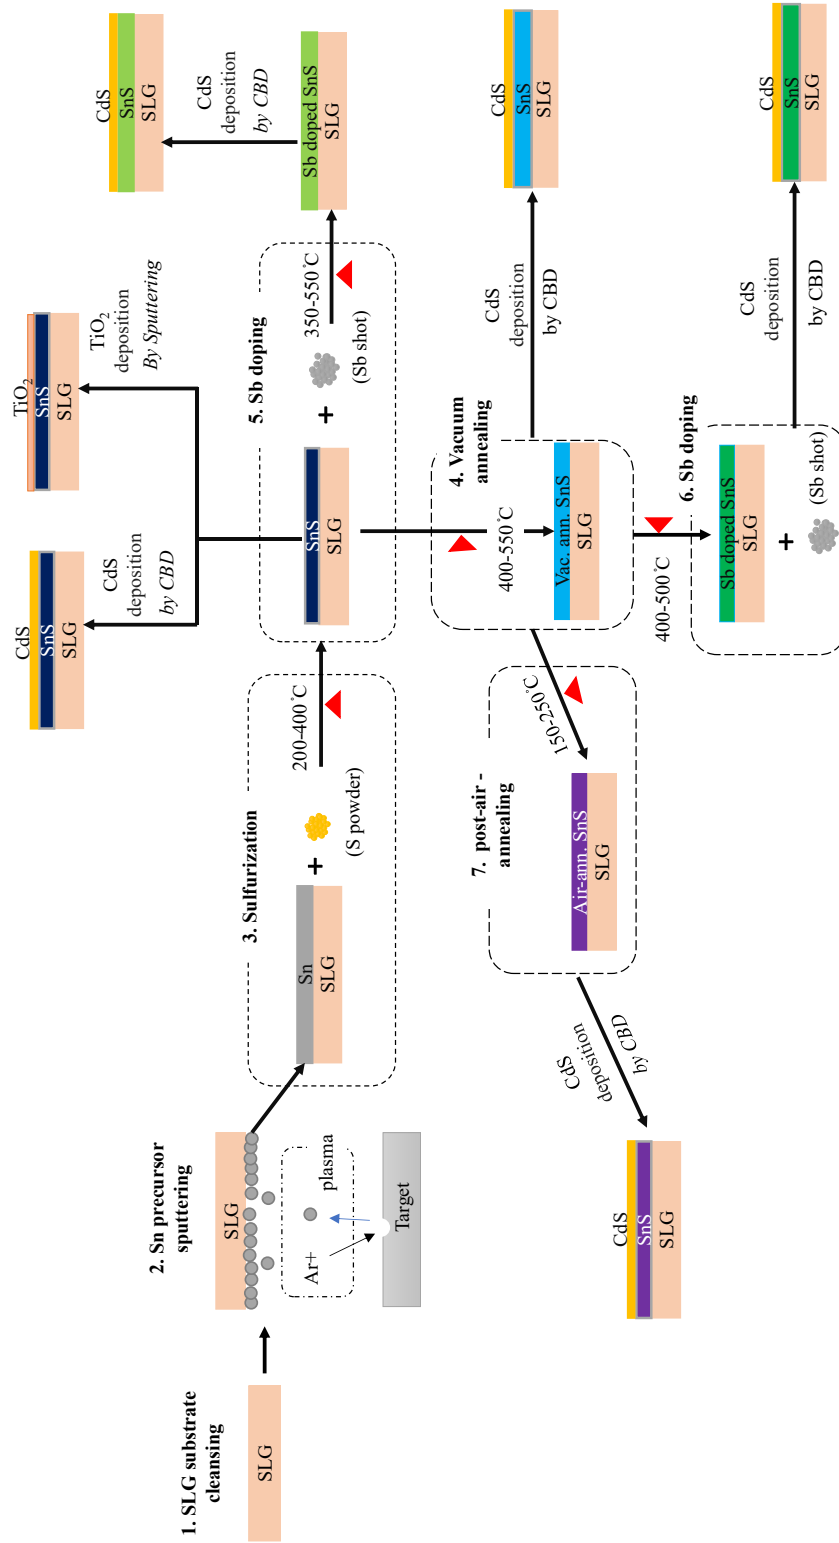 1. SLG substrate
cleansing
SLG
2. Sn precursor
sputtering
SLG
Ar+
plasma
Target
3. Sulfurization
Sn
SLG
+
(S powder)
200-400°C
CdS
SnS
SLG
CdS
deposition
by CBD
TiO2
SnS
SLG
TiO2
deposition
By Sputtering
5. Sb doping
SnS
SLG
+
(Sb shot)
350-550°C
Sb doped SnS
SLG
CdS
deposition
by CBD
CdS
SnS
SLG
4. Vacuum
annealing
400-550°C
Vac. ann. SnS
SLG
CdS
deposition
by CBD
CdS
SnS
SLG
6. Sb doping
400-500°C
Sb doped SnS
SLG
+
(Sb shot)
CdS
deposition
by CBD
CdS
SnS
SLG
7. post-air -
annealing
150-250°C
Air-ann. SnS
SLG
CdS
deposition
by CBD
CdS
SnS
SLG